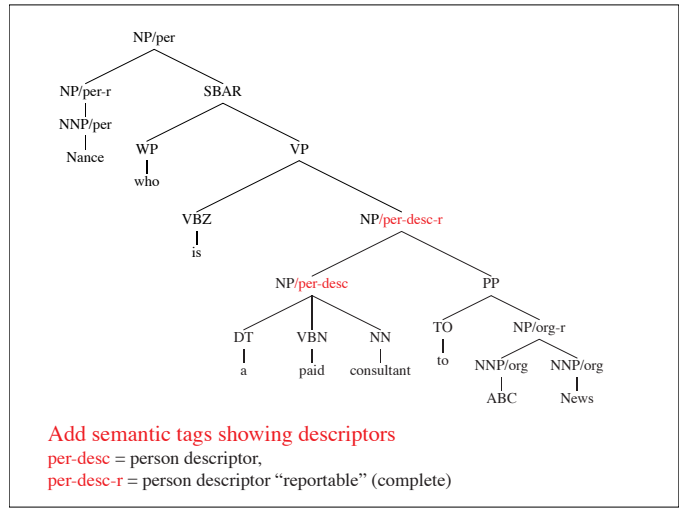 NP/per
NP/per-r SBAR
NNP/per WP VP
Nance who
VBZ NP/per-desc-r
is
NP/per-desc PP
DT VBN NN TO NP/org-r
a paid consultant to NNP/org NNP/org
ABC News
Add semantic tags showing descriptors
per-desc = person descriptor,
per-desc-r = person descriptor “reportable” (complete)